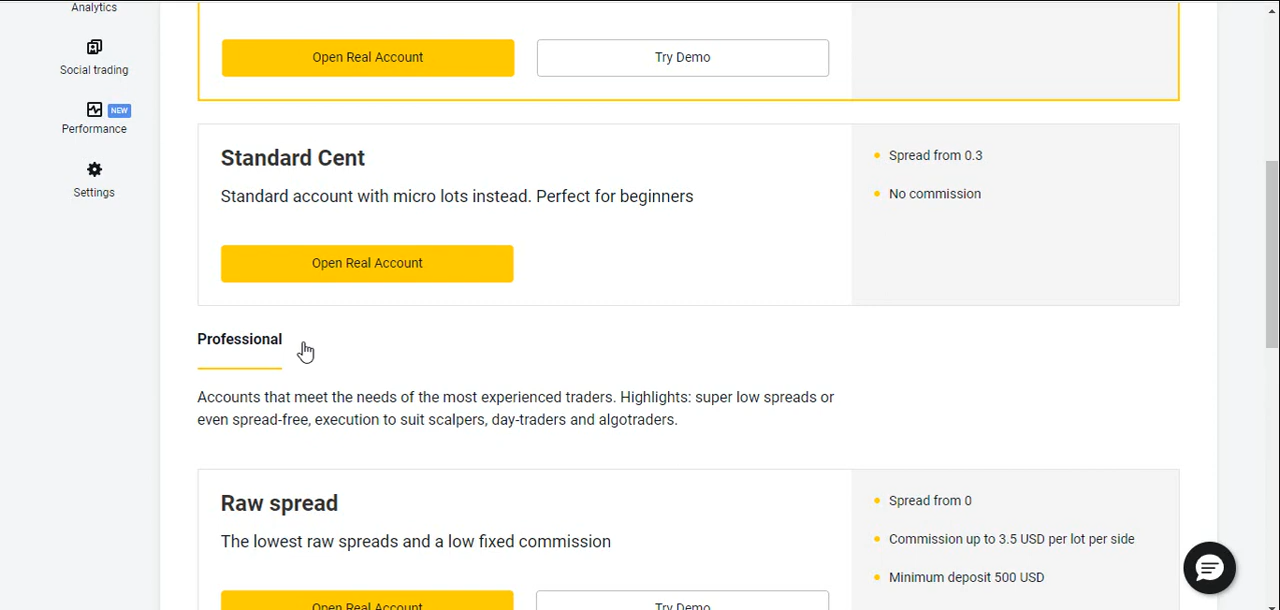 Analytics
Social trading
NEW
Performance
Settings
Open Real Account
Try Demo
Standard Cent
Standard account with micro lots instead. Perfect for beginners
Open Real Account
Spread from 0.3
No commission
Professional
Accounts that meet the needs of the most experienced traders. Highlights: super low spreads or
even spread-free, execution to suit scalpers, day-traders and algotraders.
Raw spread
The lowest raw spreads and a low fixed commission
Open Real Account
Try Demo
Spread from 0
Commission up to 3.5 USD per lot per side
Minimum deposit 500 USD